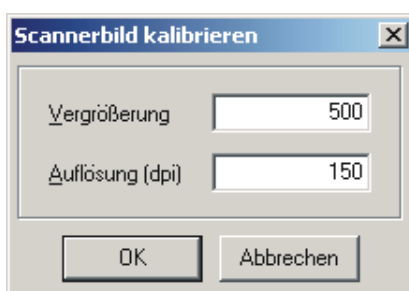 Scannerbild kalibrieren
Vergrößerung 500
Auflösung (dpi) 150
OK Abbrechen